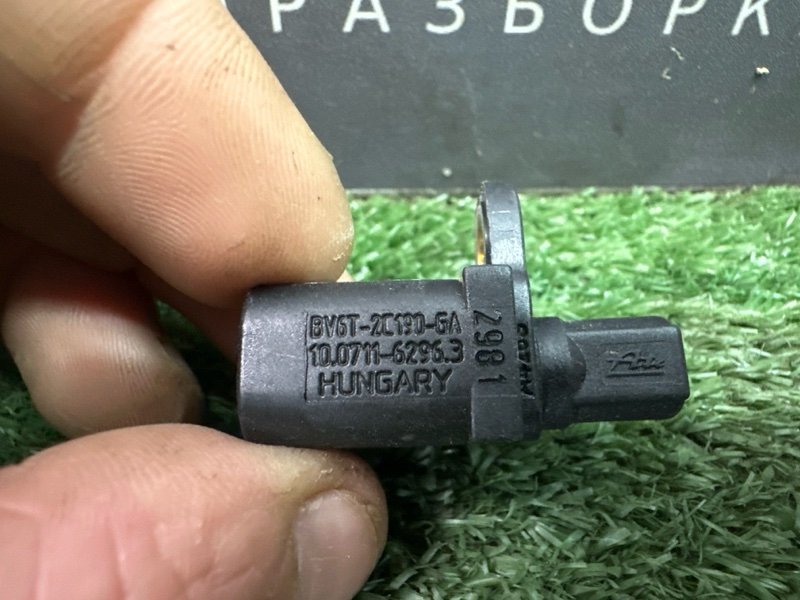 РАЗБОРК
BV6T-2C190-GA
10.0711-6296.3
HUNGARY
2981